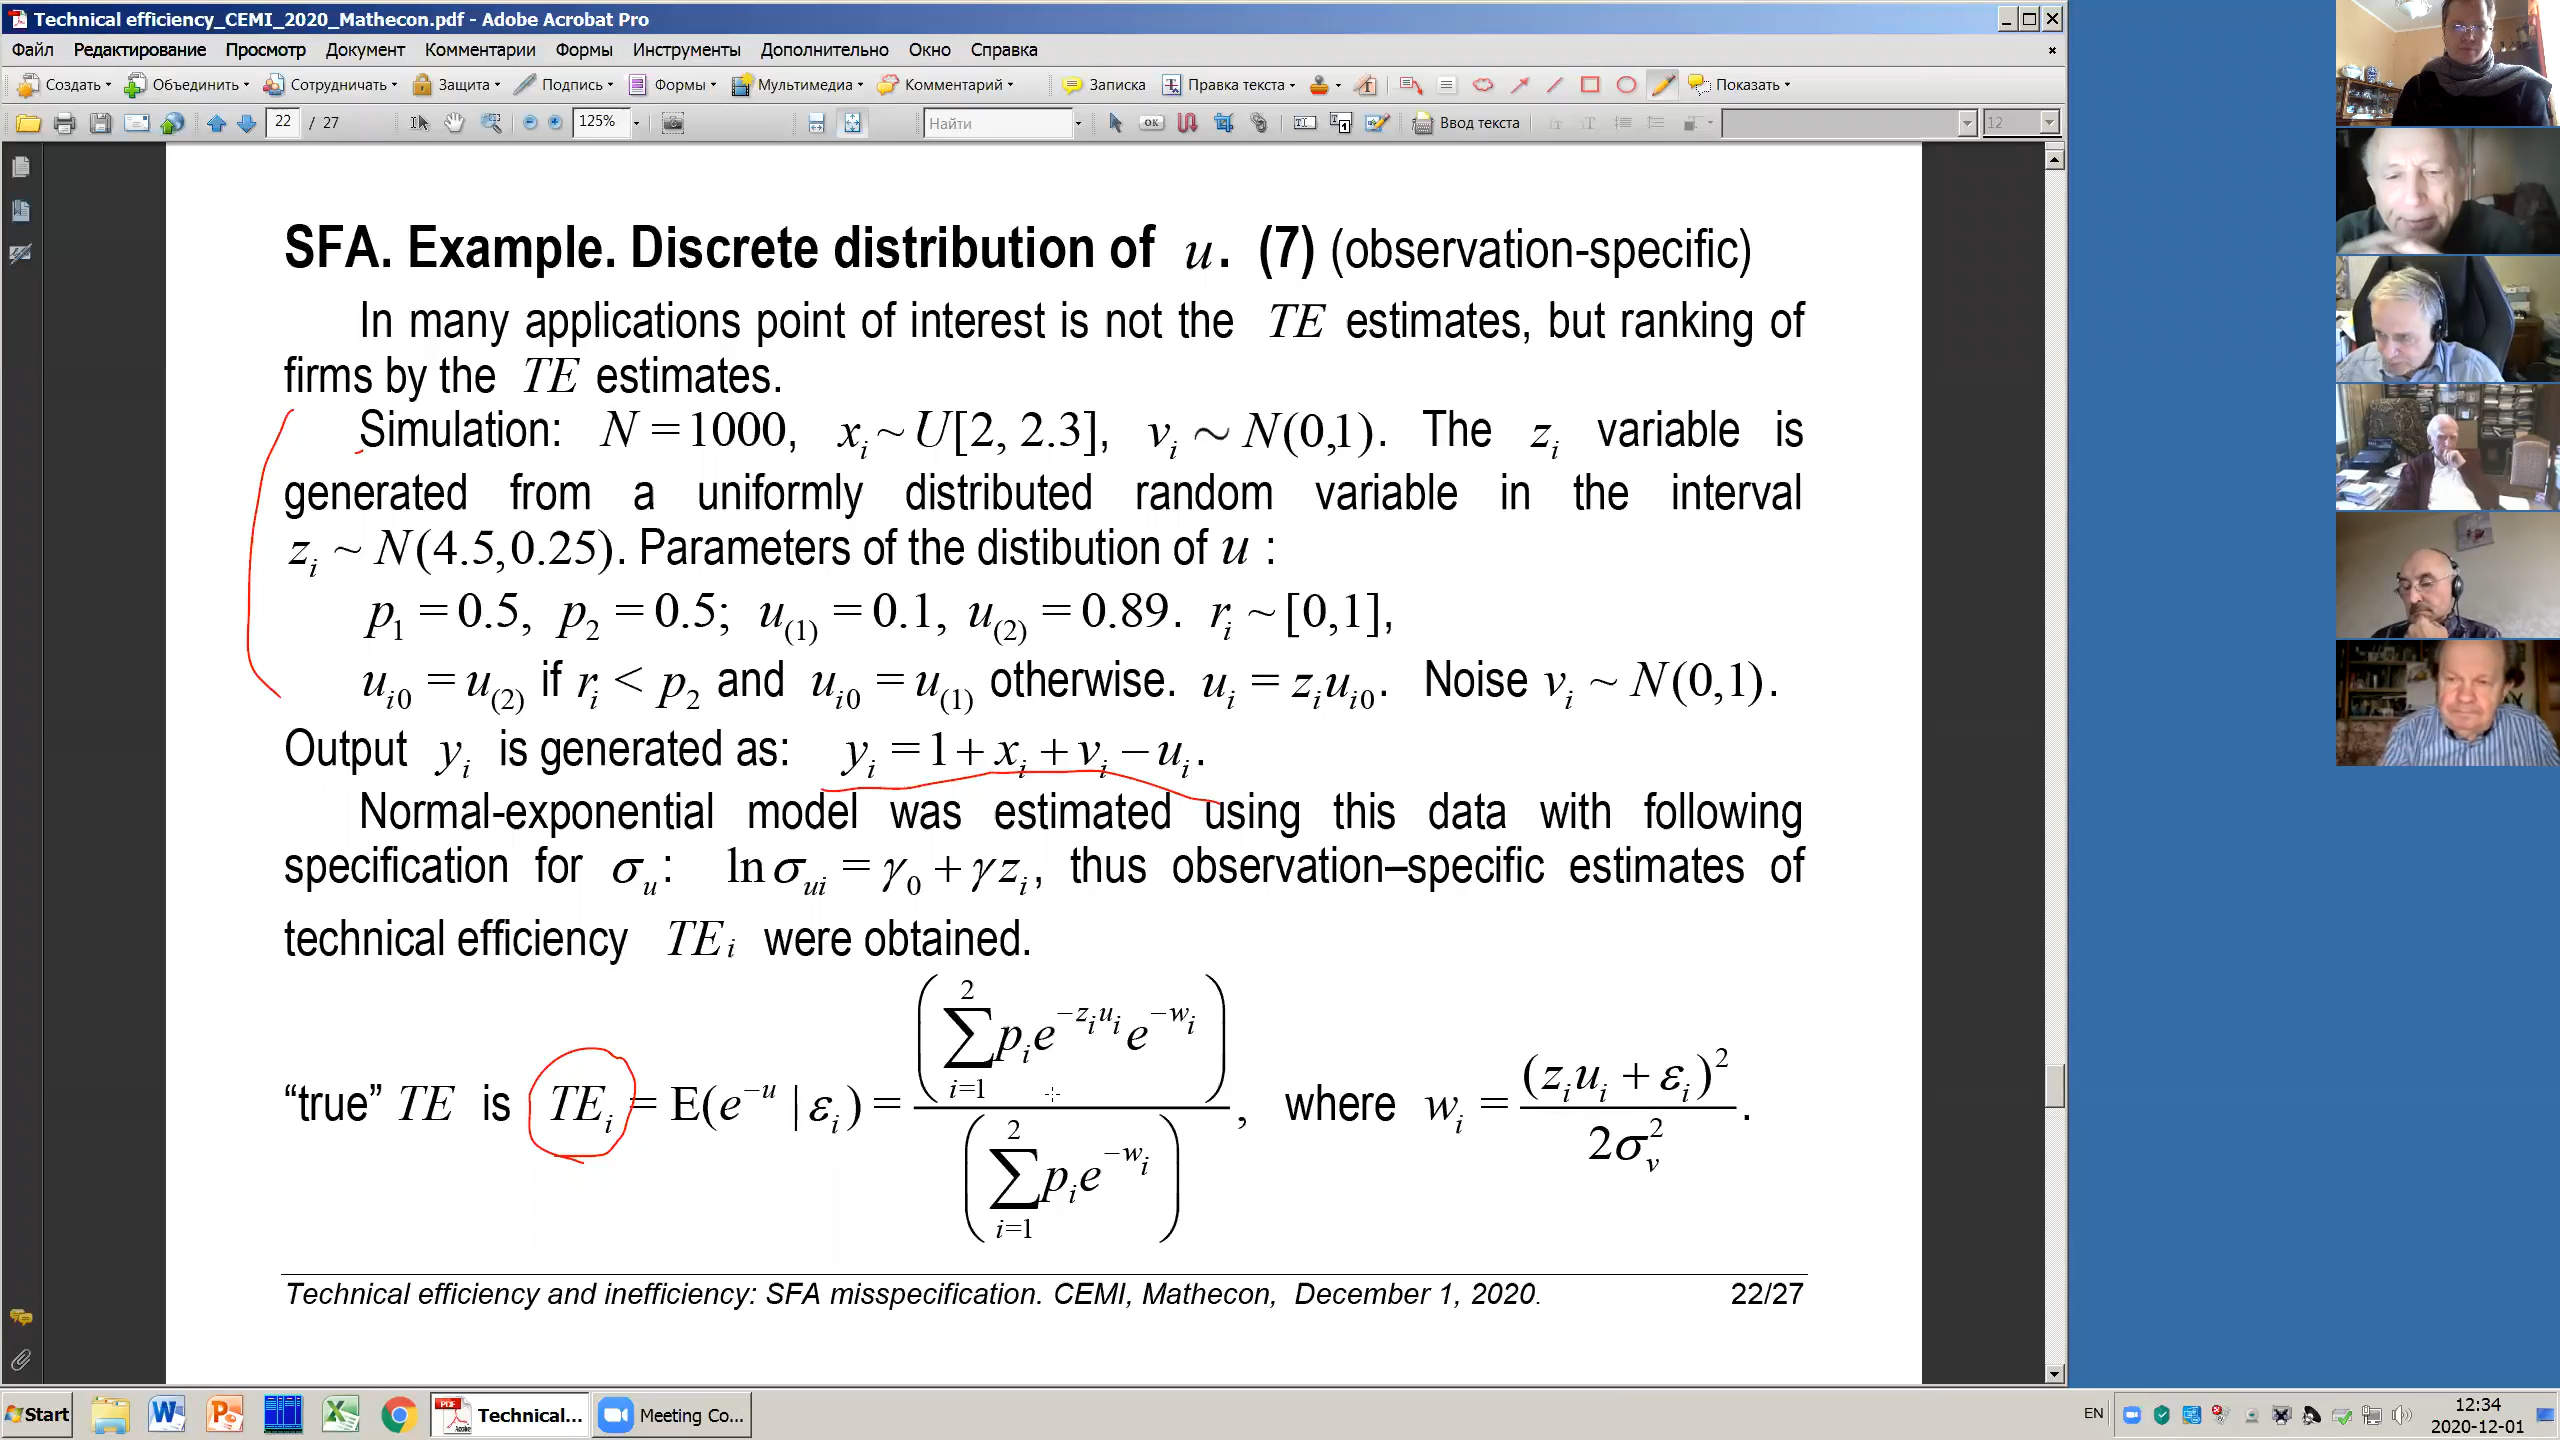 Technical efficiency_CEMI_2020_Mathecon.pdf - Adobe Acrobat Pro
Файл Редактирование Просмотр Документ Комментарии Формы Инструменты Дополнительно Окно Справка
Создать Объединить Сотрудничать Защита Подпись Формы Мультимедиа Комментарий Записка Правка текста Показать
22 / 27 125% Найти OK Ввод текста 12
SFA. Example. Discrete distribution of u. (7) (observation-specific)
In many applications point of interest is not the TE estimates, but ranking of
firms by the TE estimates.
Simulation: N = 1000, x_i ~ U[2, 2.3], v_i ~ N(0,1). The z_i variable is
generated from a uniformly distributed random variable in the interval
z_i ~ N(4.5,0.25). Parameters of the distibution of u :
p_1 = 0.5, p_2 = 0.5; u_(1) = 0.1, u_(2) = 0.89. r_i ~ [0,1],
u_i0 = u_(2) if r_i < p_2 and u_i0 = u_(1) otherwise. u_i = z_i u_i0. Noise v_i ~ N(0,1).
Output y_i is generated as: y_i = 1 + x_i + v_i − u_i.
Normal-exponential model was estimated using this data with following
specification for σ_u: ln σ_ui = γ_0 + γ z_i, thus observation–specific estimates of
technical efficiency TE_i were obtained.
“true” TE is TE_i = E(e^{−u} | ε_i) = (∑_{i=1}^{2} p_i e^{−z_i u_i} e^{−w_i}) / (∑_{i=1}^{2} p_i e^{−w_i}), where w_i = (z_i u_i + ε_i)^2 / 2σ_v^2.
Technical efficiency and inefficiency: SFA misspecification. CEMI, Mathecon, December 1, 2020. 22/27
Start Technical... Meeting Co... EN 12:34
2020-12-01